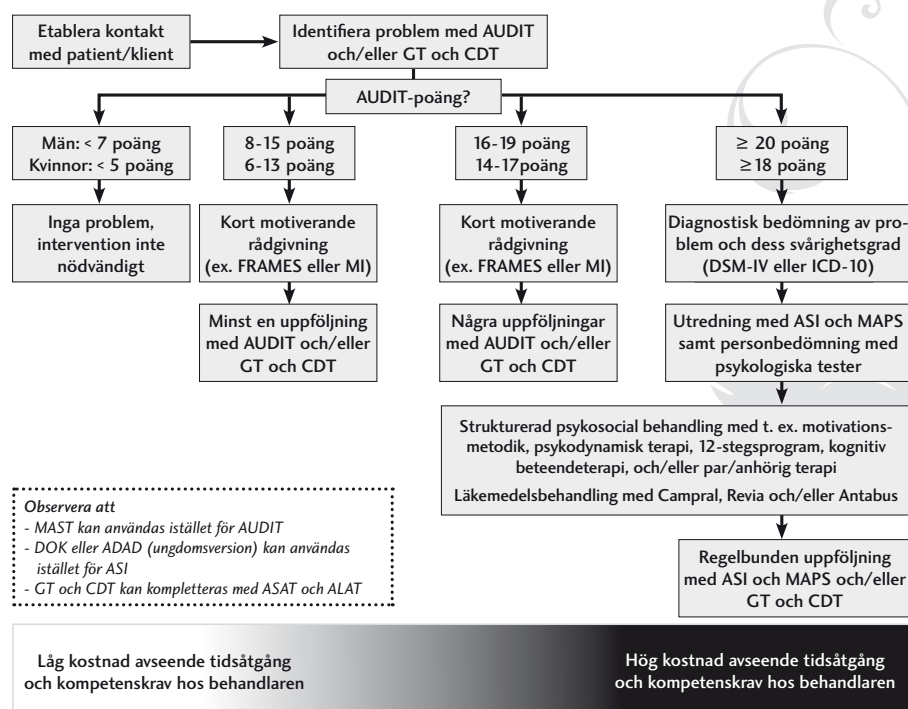 Etablera kontakt
med patient/klient
Identifiera problem med AUDIT
och/eller GT och CDT
AUDIT-poäng?
Män: < 7 poäng
Kvinnor: < 5 poäng
8-15 poäng
6-13 poäng
16-19 poäng
14-17poäng
≥ 20 poäng
≥18 poäng
Inga problem,
intervention inte
nödvändigt
Kort motiverande
rådgivning
(ex. FRAMES eller MI)
Kort motiverande
rådgivning
(ex. FRAMES eller MI)
Diagnostisk bedömning av pro-
blem och dess svårighetsgrad
(DSM-IV eller ICD-10)
Minst en uppföljning
med AUDIT och/eller
GT och CDT
Några uppföljningar
med AUDIT och/eller
GT och CDT
Utredning med ASI och MAPS
samt personbedömning med
psykologiska tester
Strukturerad psykosocial behandling med t. ex. motivations-
metodik, psykodynamisk terapi, 12-stegsprogram, kognitiv
beteendeterapi, och/eller par/anhörig terapi
Läkemedelsbehandling med Campral, Revia och/eller Antabus
Observera att
- MAST kan användas istället för AUDIT
- DOK eller ADAD (ungdomsversion) kan användas
istället för ASI
- GT och CDT kan kompletteras med ASAT och ALAT
Regelbunden uppföljning
med ASI och MAPS och/eller
GT och CDT
Låg kostnad avseende tidsåtgång
och kompetenskrav hos behandlaren
Hög kostnad avseende tidsåtgång
och kompetenskrav hos behandlaren